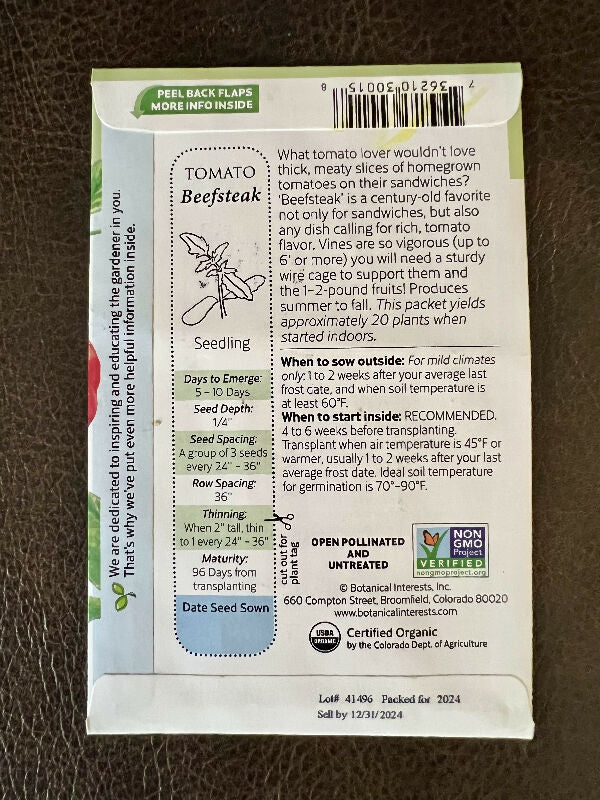 PEEL BACK FLAPS
MORE INFO INSIDE
7 36210 30015 8
We are dedicated to inspiring and educating the gardener in you.
That's why we've put even more helpful information inside.
TOMATO
Beefsteak
Seedling
Days to Emerge:
5 – 10 Days
Seed Depth:
1/4"
Seed Spacing:
A group of 3 seeds
every 24" – 36"
Row Spacing:
36"
Thinning:
When 2" tall, thin
to 1 every 24" – 36"
Maturity:
96 Days from
transplanting
Date Seed Sown
cut out for
plant tag
What tomato lover wouldn't love
thick, meaty slices of homegrown
tomatoes on their sandwiches?
'Beefsteak' is a century-old favorite
not only for sandwiches, but also
any dish calling for rich, tomato
flavor. Vines are so vigorous (up to
6' or more) you will need a sturdy
wire cage to support them and
the 1–2-pound fruits! Produces
summer to fall. This packet yields
approximately 20 plants when
started indoors.
When to sow outside: For mild climates
only: 1 to 2 weeks after your average last
frost date, and when soil temperature is
at least 60°F.
When to start inside: RECOMMENDED.
4 to 6 weeks before transplanting.
Transplant when air temperature is 45°F or
warmer, usually 1 to 2 weeks after your last
average frost date. Ideal soil temperature
for germination is 70°–90°F.
OPEN POLLINATED
AND
UNTREATED
NON
GMO
Project
VERIFIED
nongmoproject.org
© Botanical Interests, Inc.
660 Compton Street, Broomfield, Colorado 80020
www.botanicalinterests.com
USDA
ORGANIC
Certified Organic
by the Colorado Dept. of Agriculture
Lot# 41496 Packed for 2024
Sell by 12/31/2024